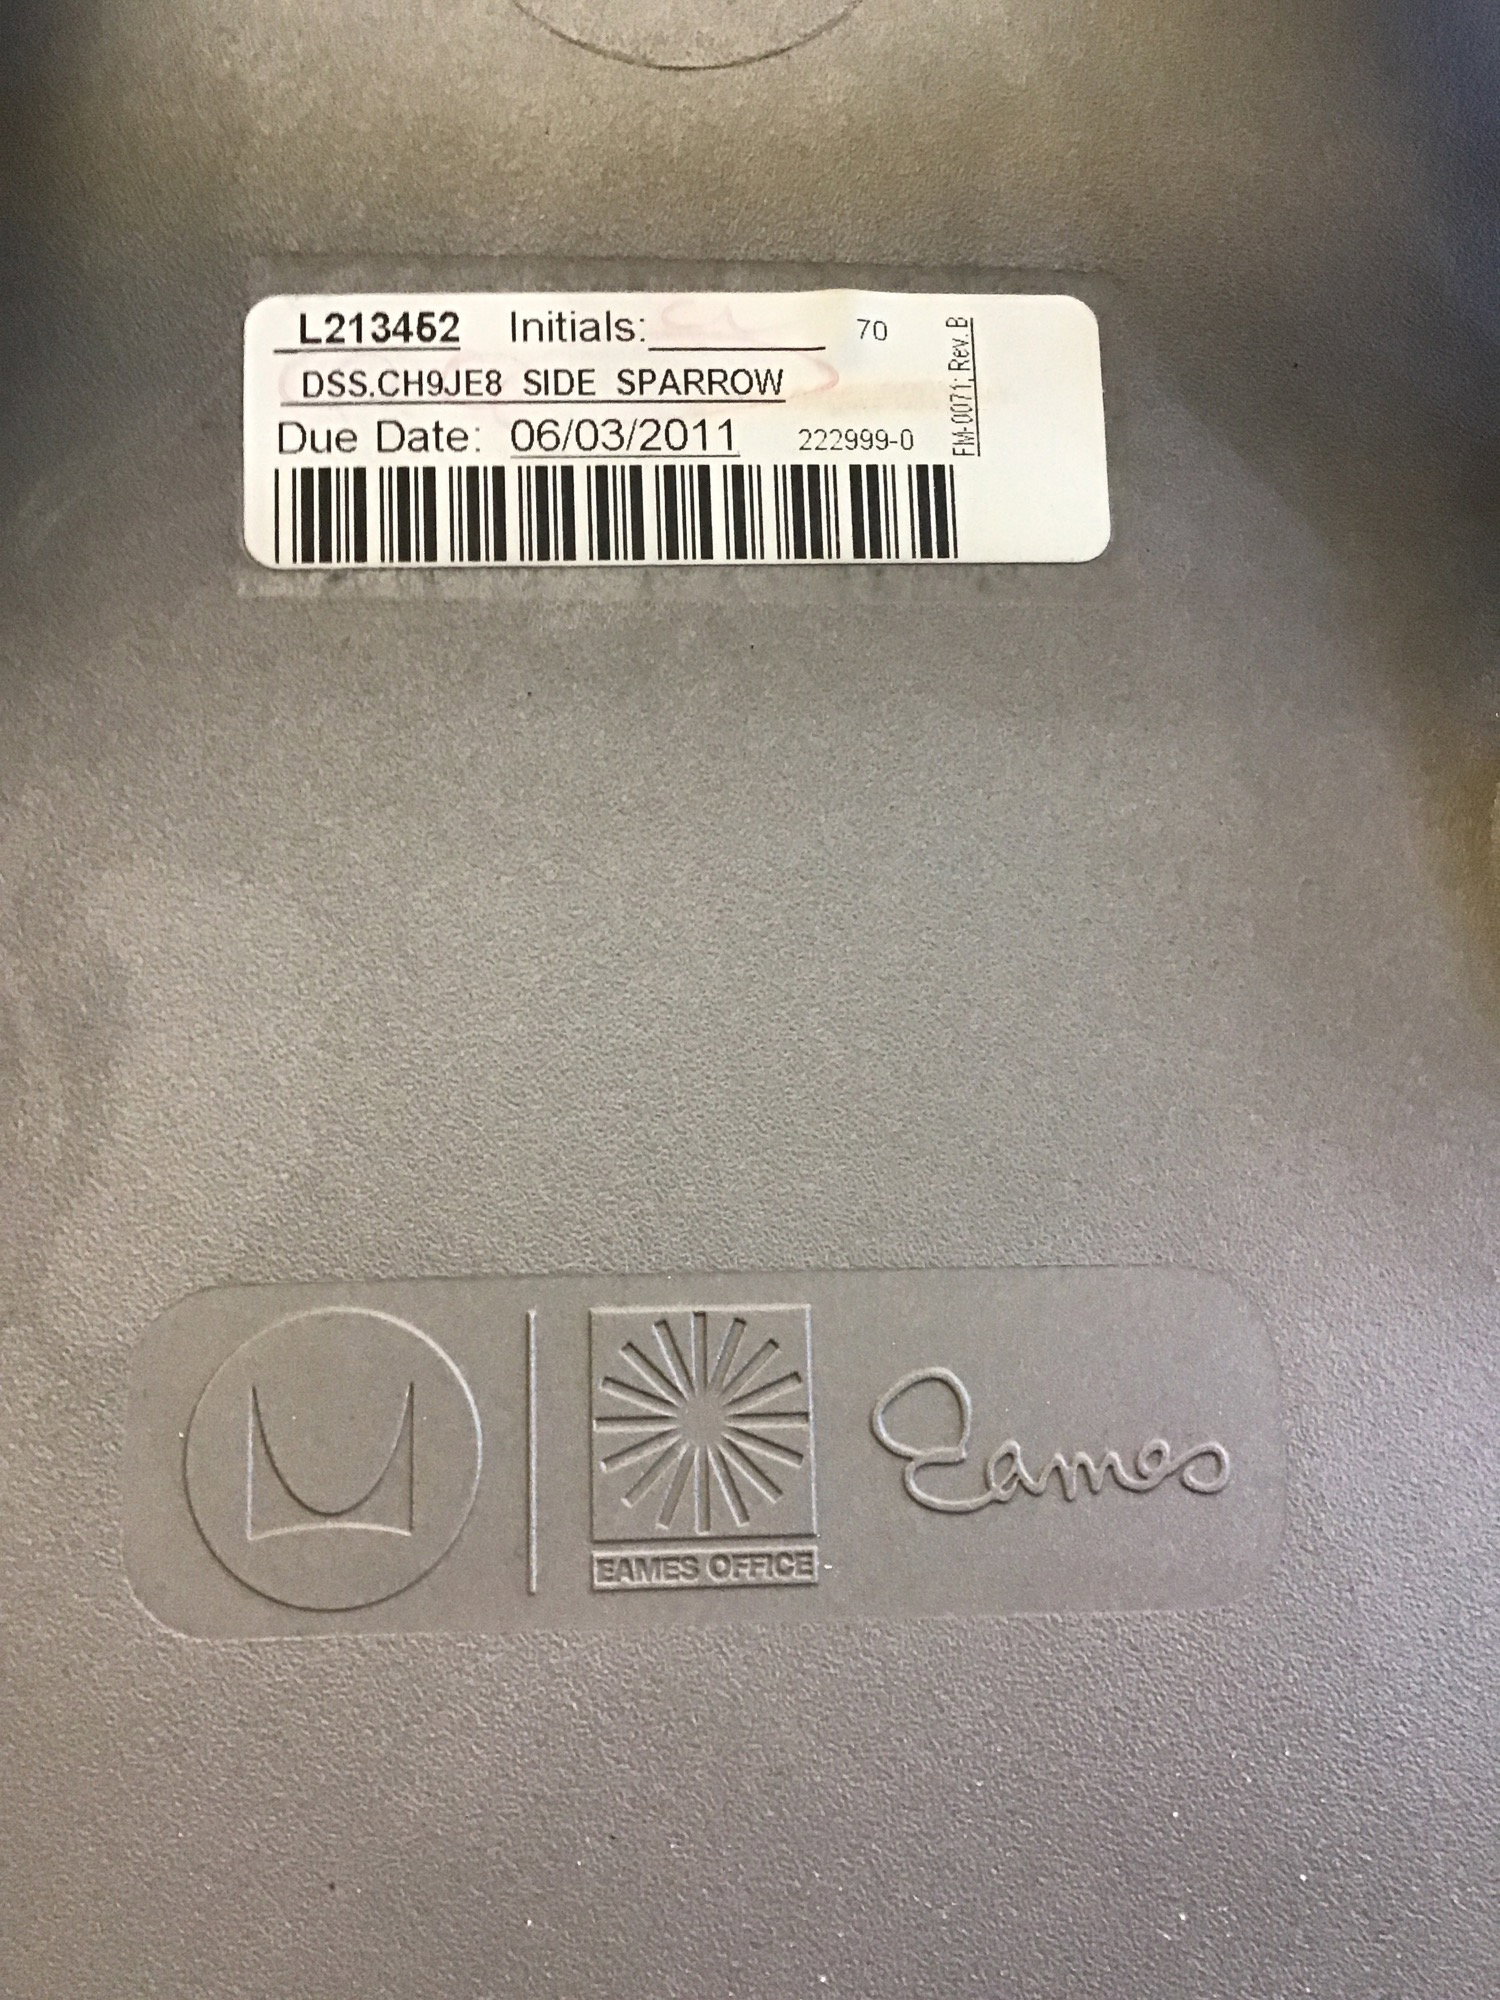 L213452 Initials: 70
DSS.CH9JE8 SIDE SPARROW
Due Date: 06/03/2011 222999-0
FM-0071; Rev. B
EAMES OFFICE
Eames